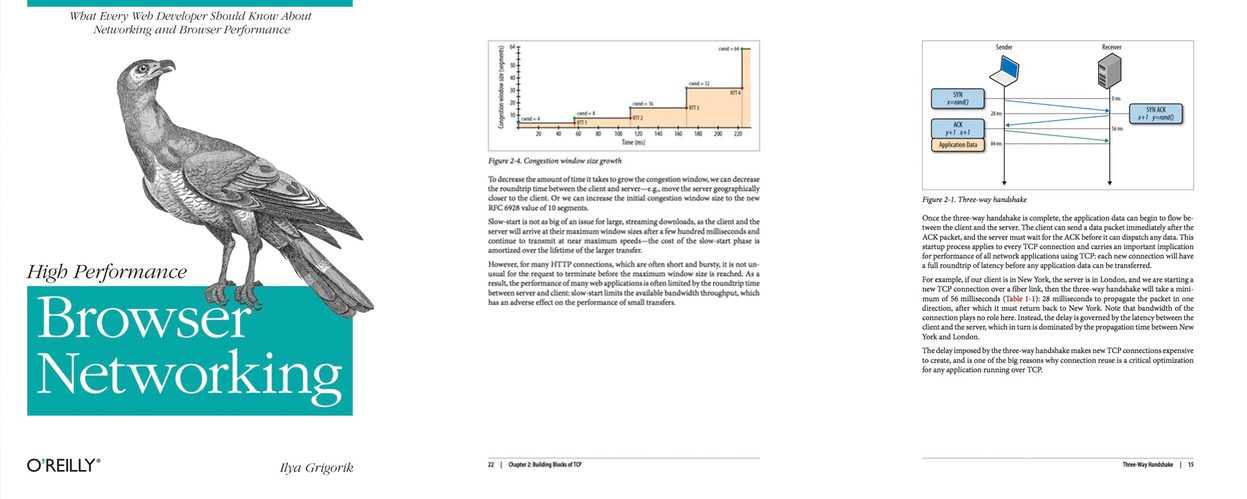 What Every Web Developer Should Know About
Networking and Browser Performance
High Performance
Browser
Networking
O'REILLY®
Ilya Grigorik
Congestion window size (segments)
64
50
40
30
20
10
cwnd = 4
RTT 1
cwnd = 8
RTT 2
cwnd = 16
RTT 3
cwnd = 32
RTT 4
cwnd = 64
20 40 60 80 100 120 140 160 180 200 220
Time (ms)
Figure 2-4. Congestion window size growth
To decrease the amount of time it takes to grow the congestion window, we can decrease
the roundtrip time between the client and server—e.g., move the server geographically
closer to the client. Or we can increase the initial congestion window size to the new
RFC 6928 value of 10 segments.
Slow-start is not as big of an issue for large, streaming downloads, as the client and the
server will arrive at their maximum window sizes after a few hundred milliseconds and
continue to transmit at near maximum speeds—the cost of the slow-start phase is
amortized over the lifetime of the larger transfer.
However, for many HTTP connections, which are often short and bursty, it is not un-
usual for the request to terminate before the maximum window size is reached. As a
result, the performance of many web applications is often limited by the roundtrip time
between server and client: slow-start limits the available bandwidth throughput, which
has an adverse effect on the performance of small transfers.
22 | Chapter 2: Building Blocks of TCP
Sender
Receiver
SYN
x=rand()
0 ms
SYN ACK
x+1 y=rand()
28 ms
ACK
y+1 x+1
56 ms
Application Data
84 ms
Figure 2-1. Three-way handshake
Once the three-way handshake is complete, the application data can begin to flow be-
tween the client and the server. The client can send a data packet immediately after the
ACK packet, and the server must wait for the ACK before it can dispatch any data. This
startup process applies to every TCP connection and carries an important implication
for performance of all network applications using TCP: each new connection will have
a full roundtrip of latency before any application data can be transferred.
For example, if our client is in New York, the server is in London, and we are starting a
new TCP connection over a fiber link, then the three-way handshake will take a mini-
mum of 56 milliseconds (Table 1-1): 28 milliseconds to propagate the packet in one
direction, after which it must return back to New York. Note that bandwidth of the
connection plays no role here. Instead, the delay is governed by the latency between the
client and the server, which in turn is dominated by the propagation time between New
York and London.
The delay imposed by the three-way handshake makes new TCP connections expensive
to create, and is one of the big reasons why connection reuse is a critical optimization
for any application running over TCP.
Three-Way Handshake | 15